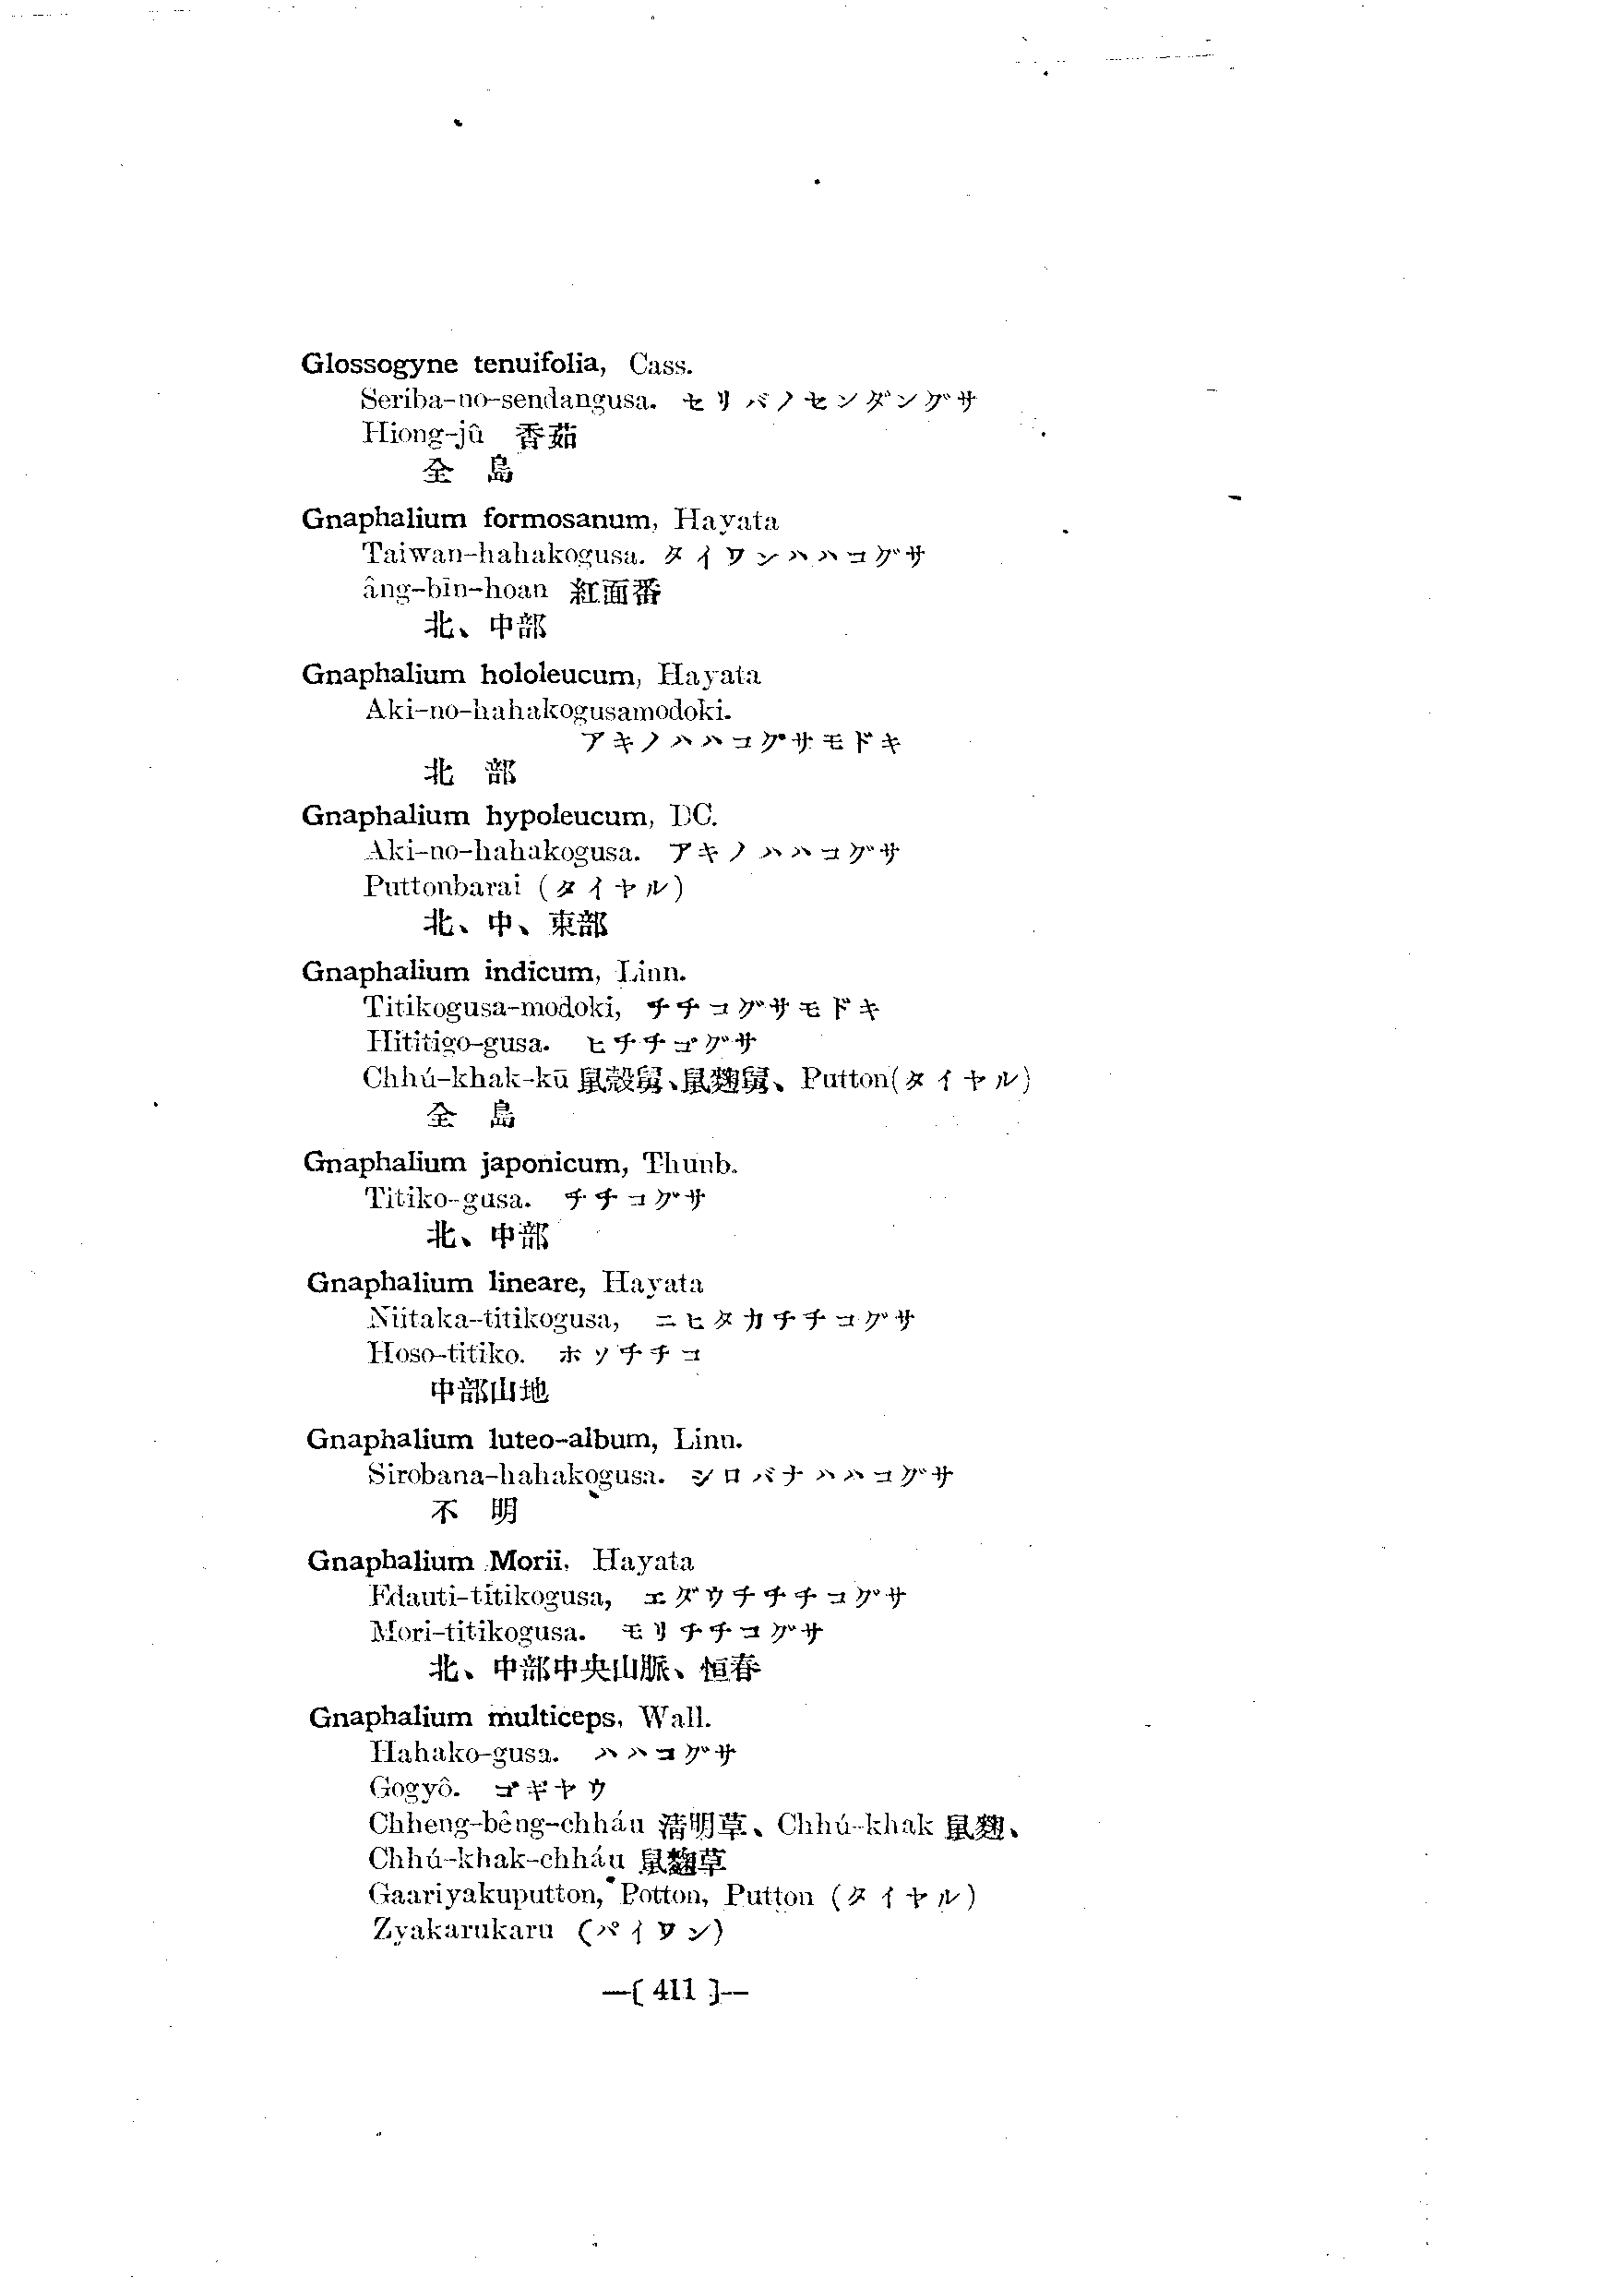 Glossogyne tenuifolia, Cass.
Seriba-no-sendangusa. セリバノセンダングサ
Hiong-jû 香茹
全 島
Gnaphalium formosanum, Hayata
Taiwan-hahakogusa. タイワンハハコグサ
âng-bīn-hoan 紅面番
北、中部
Gnaphalium hololeucum, Hayata
Aki-no-hahakogusamodoki.
アキノハハコグサモドキ
北 部
Gnaphalium hypoleucum, DC.
Aki-no-hahakogusa. アキノハハコグサ
Puttonbarai (タイヤル)
北、中、東部
Gnaphalium indicum, Linn.
Titikogusa-modoki, チチコグサモドキ
Hititigo-gusa. ヒチチゴグサ
Chhú-khak-kū 鼠殼舅、鼠麴舅、Putton(タイヤル)
全 島
Gnaphalium japonicum, Thunb.
Titiko-gusa. チチコグサ
北、中部
Gnaphalium lineare, Hayata
Niitaka-titikogusa, ニヒタカチチコグサ
Hoso-titiko. ホソチチコ
中部山地
Gnaphalium luteo-album, Linn.
Sirobana-hahakogusa. シロバナハハコグサ
不 明
Gnaphalium Morii, Hayata
Edauti-titikogusa, エダウチチチコグサ
Mori-titikogusa. モリチチコグサ
北、中部中央山脈、恒春
Gnaphalium multiceps, Wall.
Hahako-gusa. ハハコグサ
Gogyô. ゴギヤウ
Chheng-bêng-chháu 清明草、Chhú-khak 鼠麴、
Chhú-khak-chháu 鼠麴草
Gaariyakuputton, Potton, Putton (タイヤル)
Zyakarukaru (パイワン)
—[ 411 ]—